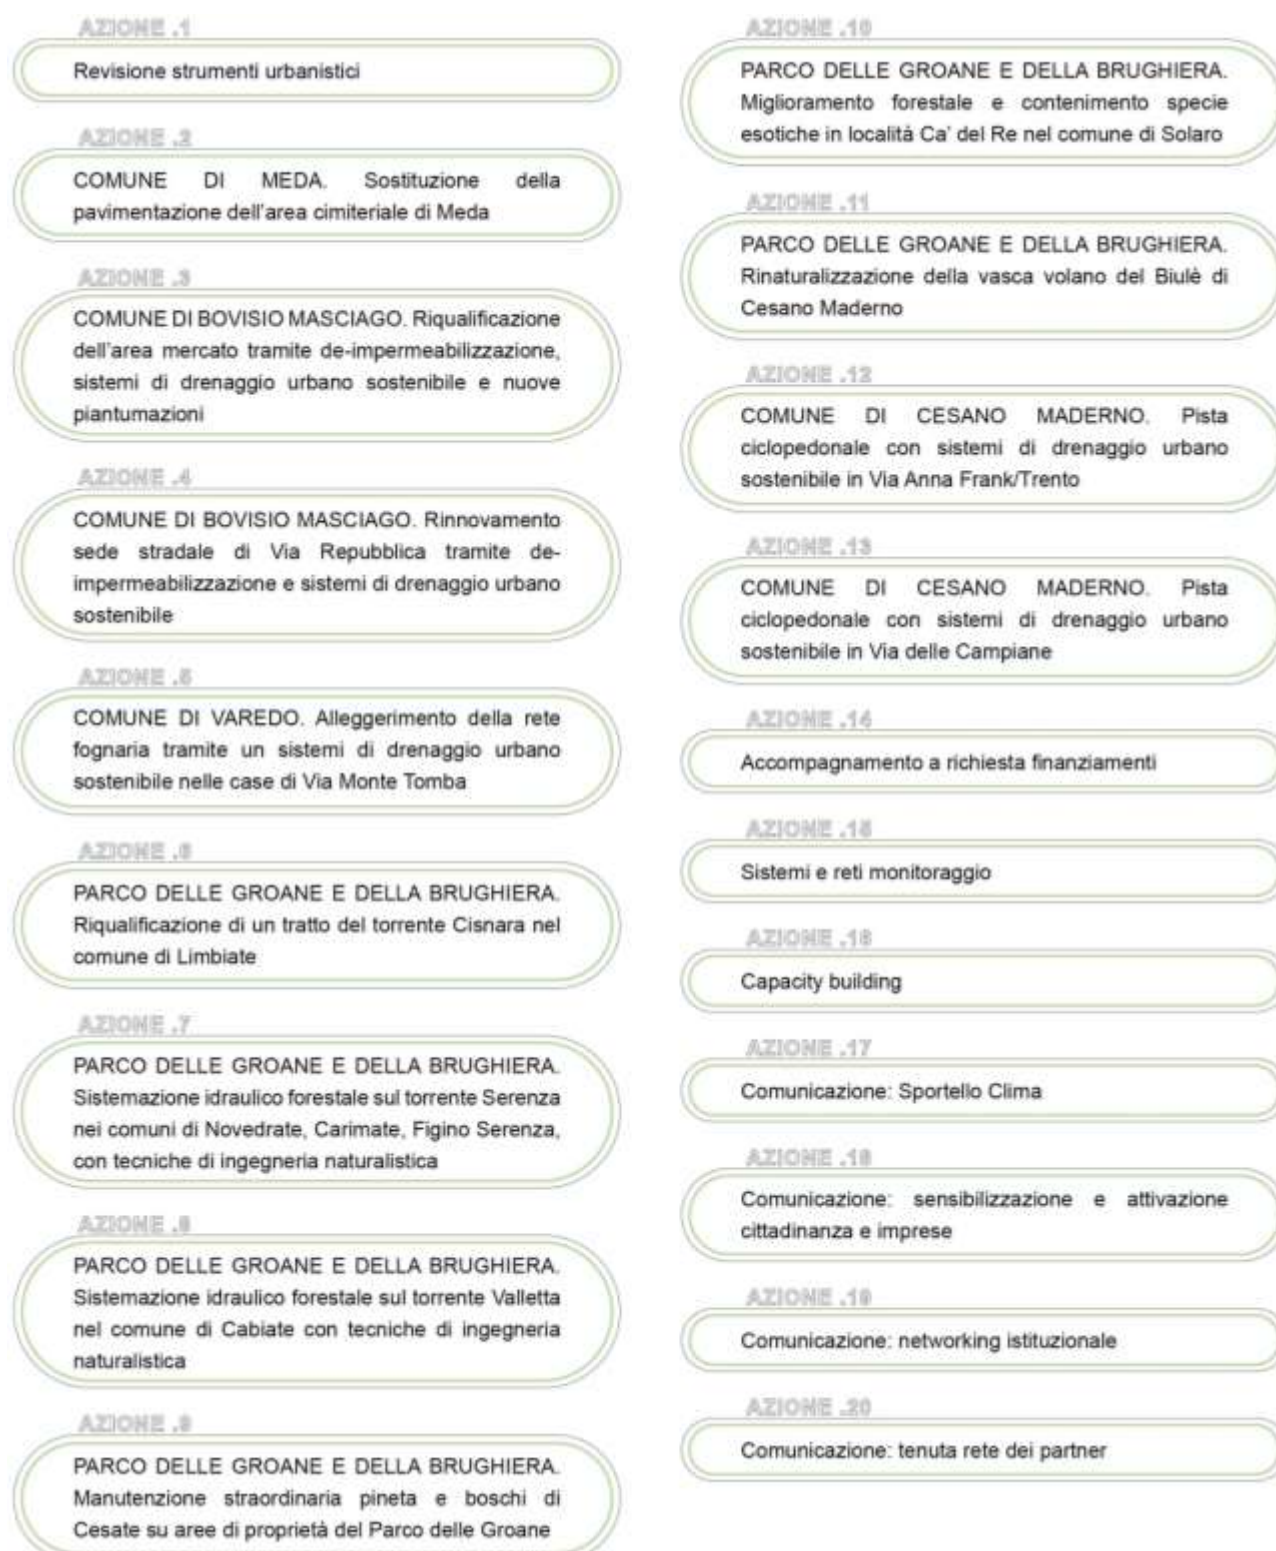 AZIONE .1
Revisione strumenti urbanistici
AZIONE .2
COMUNE DI MEDA. Sostituzione della
pavimentazione dell'area cimiteriale di Meda
AZIONE .3
COMUNE DI BOVISIO MASCIAGO. Riqualificazione
dell'area mercato tramite de-impermeabilizzazione,
sistemi di drenaggio urbano sostenibile e nuove
piantumazioni
AZIONE .4
COMUNE DI BOVISIO MASCIAGO. Rinnovamento
sede stradale di Via Repubblica tramite de-
impermeabilizzazione e sistemi di drenaggio urbano
sostenibile
AZIONE .5
COMUNE DI VAREDO. Alleggerimento della rete
fognaria tramite un sistemi di drenaggio urbano
sostenibile nelle case di Via Monte Tomba
AZIONE .6
PARCO DELLE GROANE E DELLA BRUGHIERA.
Riqualificazione di un tratto del torrente Cisnara nel
comune di Limbiate
AZIONE .7
PARCO DELLE GROANE E DELLA BRUGHIERA.
Sistemazione idraulico forestale sul torrente Serenza
nei comuni di Novedrate, Carimate, Figino Serenza,
con tecniche di ingegneria naturalistica
AZIONE .8
PARCO DELLE GROANE E DELLA BRUGHIERA.
Sistemazione idraulico forestale sul torrente Valletta
nel comune di Cabiate con tecniche di ingegneria
naturalistica
AZIONE .9
PARCO DELLE GROANE E DELLA BRUGHIERA.
Manutenzione straordinaria pineta e boschi di
Cesate su aree di proprietà del Parco delle Groane
AZIONE .10
PARCO DELLE GROANE E DELLA BRUGHIERA.
Miglioramento forestale e contenimento specie
esotiche in località Ca' del Re nel comune di Solaro
AZIONE .11
PARCO DELLE GROANE E DELLA BRUGHIERA.
Rinaturalizzazione della vasca volano del Biulè di
Cesano Maderno
AZIONE .12
COMUNE DI CESANO MADERNO. Pista
ciclopedonale con sistemi di drenaggio urbano
sostenibile in Via Anna Frank/Trento
AZIONE .13
COMUNE DI CESANO MADERNO. Pista
ciclopedonale con sistemi di drenaggio urbano
sostenibile in Via delle Campiane
AZIONE .14
Accompagnamento a richiesta finanziamenti
AZIONE .15
Sistemi e reti monitoraggio
AZIONE .16
Capacity building
AZIONE .17
Comunicazione: Sportello Clima
AZIONE .18
Comunicazione: sensibilizzazione e attivazione
cittadinanza e imprese
AZIONE .19
Comunicazione: networking istituzionale
AZIONE .20
Comunicazione: tenuta rete dei partner